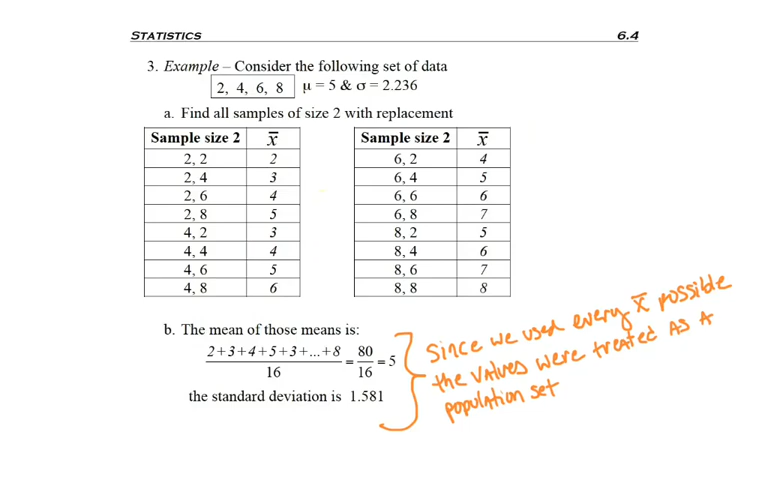 STATISTICS 6.4
3. Example – Consider the following set of data
2, 4, 6, 8 μ = 5 & σ = 2.236
a. Find all samples of size 2 with replacement
Sample size 2 x̅ Sample size 2 x̅
2, 2 2 6, 2 4
2, 4 3 6, 4 5
2, 6 4 6, 6 6
2, 8 5 6, 8 7
4, 2 3 8, 2 5
4, 4 4 8, 4 6
4, 6 5 8, 6 7
4, 8 6 8, 8 8
b. The mean of those means is:
2+3+4+5+3+...+8 / 16 = 80 / 16 = 5
the standard deviation is 1.581
Since we used every x̅ possible
the values were treated as a
population set